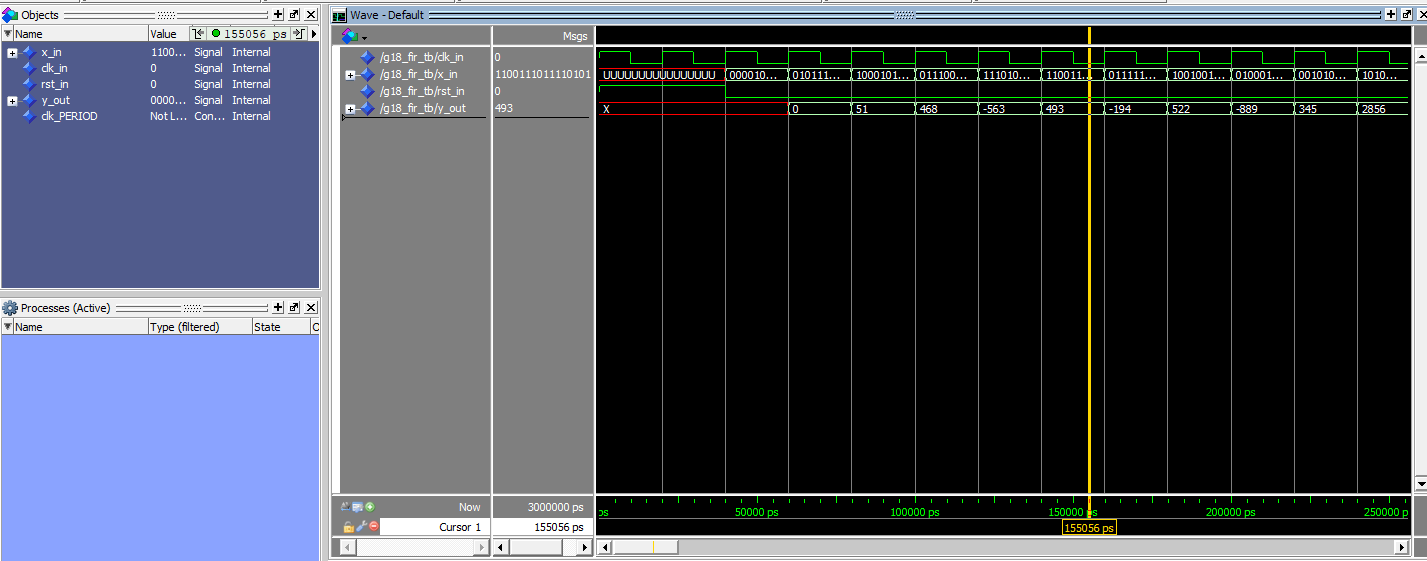 Objects
Name Value 155056 ps
x_in 1100... Signal Internal
clk_in 0 Signal Internal
rst_in 0 Signal Internal
y_out 0000... Signal Internal
clk_PERIOD Not L... Con... Internal
Processes (Active)
Name Type (filtered) State O
Wave - Default
Msgs
/g18_fir_tb/clk_in 0
/g18_fir_tb/x_in 1100111011110101 UUUUUUUUUUUUUUUU 000010... 010111... 1000101... 011100... 111010... 110011... 011111... 1001001... 010001... 001010... 1010...
/g18_fir_tb/rst_in 0
/g18_fir_tb/y_out 493 X 0 51 468 -563 493 -194 522 -889 345 2856
Now 3000000 ps ps 50000 ps 100000 ps 150000 ps 200000 ps 250000 ps
Cursor 1 155056 ps 155056 ps